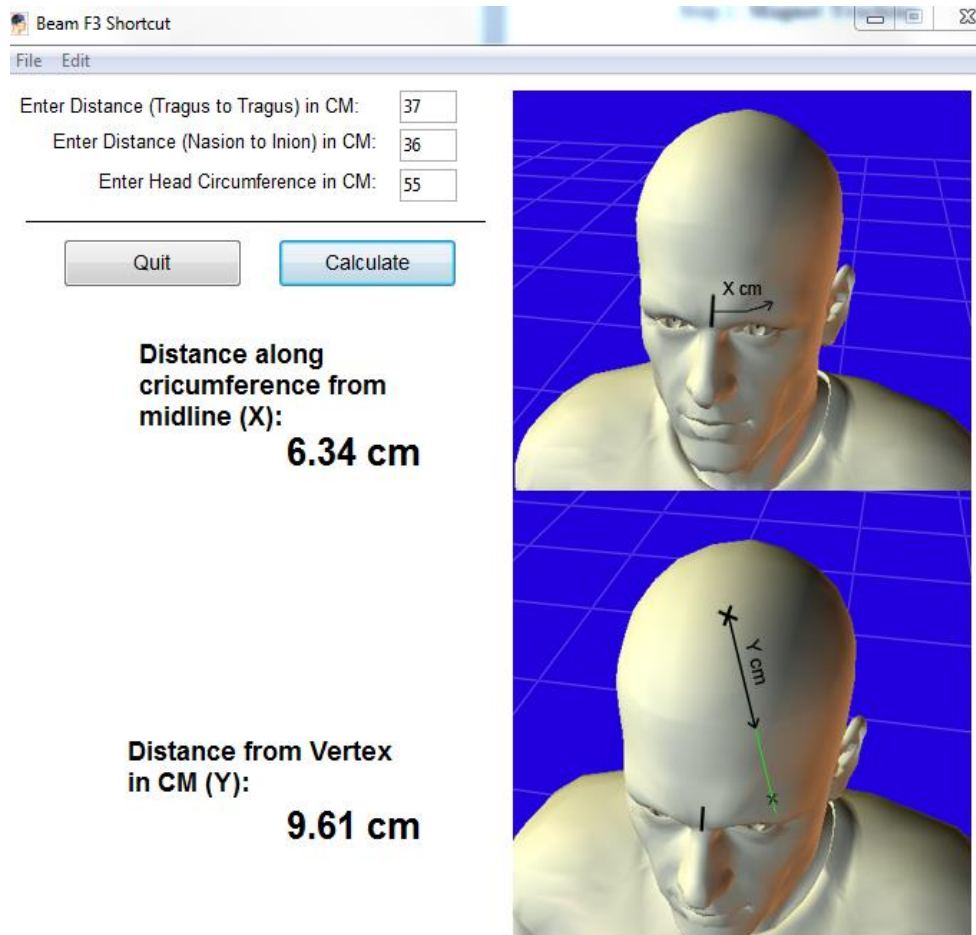 Beam F3 Shortcut
File Edit
Enter Distance (Tragus to Tragus) in CM: 37
Enter Distance (Nasion to Inion) in CM: 36
Enter Head Circumference in CM: 55
Quit Calculate
X cm
Distance along
cricumference from
midline (X):
6.34 cm
Y cm
Distance from Vertex
in CM (Y):
9.61 cm